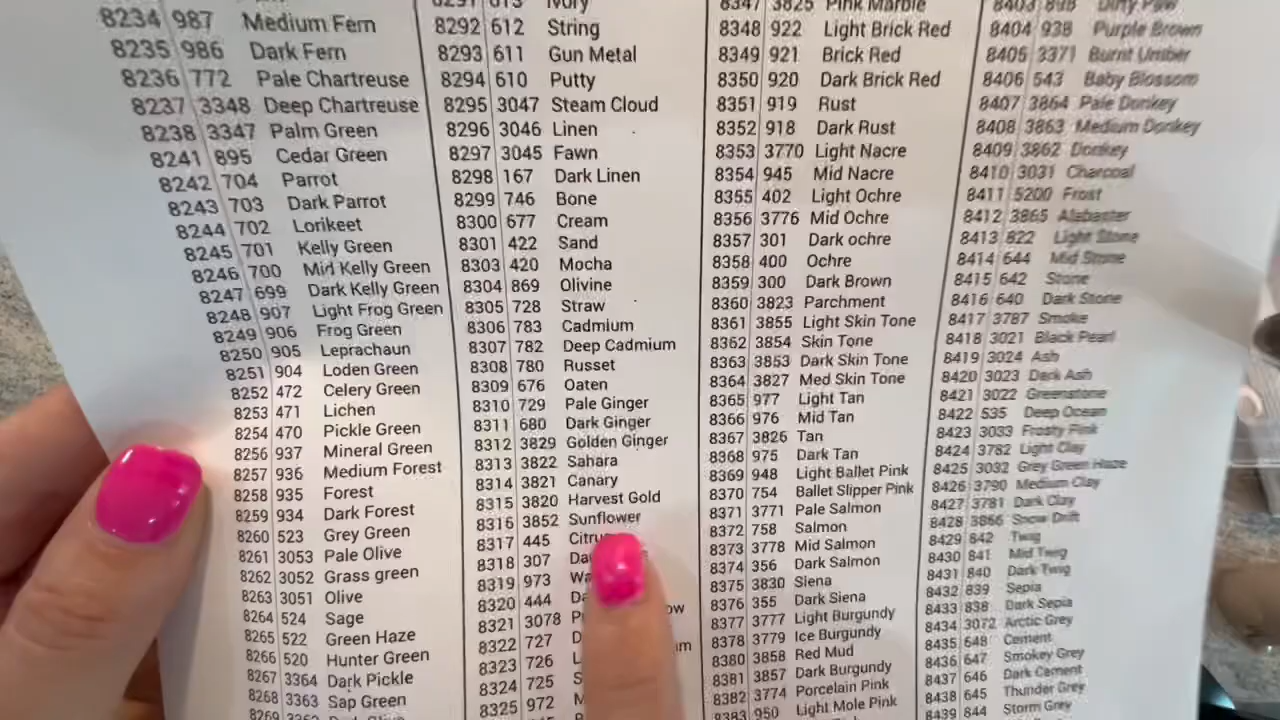 8234 987 Medium Fern
8235 986 Dark Fern
8236 772 Pale Chartreuse
8237 3348 Deep Chartreuse
8238 3347 Palm Green
8241 895 Cedar Green
8242 704 Parrot
8243 703 Dark Parrot
8244 702 Lorikeet
8245 701 Kelly Green
8246 700 Mid Kelly Green
8247 699 Dark Kelly Green
8248 907 Light Frog Green
8249 906 Frog Green
8250 905 Leprachaun
8251 904 Loden Green
8252 472 Celery Green
8253 471 Lichen
8254 470 Pickle Green
8256 937 Mineral Green
8257 936 Medium Forest
8258 935 Forest
8259 934 Dark Forest
8260 523 Grey Green
8261 3053 Pale Olive
8262 3052 Grass green
8263 3051 Olive
8264 524 Sage
8265 522 Green Haze
8266 520 Hunter Green
8267 3364 Dark Pickle
8268 3363 Sap Green
8269
8291 613 Ivory
8292 612 String
8293 611 Gun Metal
8294 610 Putty
8295 3047 Steam Cloud
8296 3046 Linen
8297 3045 Fawn
8298 167 Dark Linen
8299 746 Bone
8300 677 Cream
8301 422 Sand
8303 420 Mocha
8304 869 Olivine
8305 728 Straw
8306 783 Cadmium
8307 782 Deep Cadmium
8308 780 Russet
8309 676 Oaten
8310 729 Pale Ginger
8311 680 Dark Ginger
8312 3829 Golden Ginger
8313 3822 Sahara
8314 3821 Canary
8315 3820 Harvest Gold
8316 3852 Sunflower
8317 445
8318 307
8319 973
8320 444
8321 3078
8322 727
8323 726
8324 725
8325 972
8347 3825 Pink Marble
8348 922 Light Brick Red
8349 921 Brick Red
8350 920 Dark Brick Red
8351 919 Rust
8352 918 Dark Rust
8353 3770 Light Nacre
8354 945 Mid Nacre
8355 402 Light Ochre
8356 3776 Mid Ochre
8357 301 Dark ochre
8358 400 Ochre
8359 300 Dark Brown
8360 3823 Parchment
8361 3855 Light Skin Tone
8362 3854 Skin Tone
8363 3853 Dark Skin Tone
8364 3827 Med Skin Tone
8365 977 Light Tan
8366 976 Mid Tan
8367 3826 Tan
8368 975 Dark Tan
8369 948 Light Ballet Pink
8370 754 Ballet Slipper Pink
8371 3771 Pale Salmon
8372 758 Salmon
8373 3778 Mid Salmon
8374 356 Dark Salmon
8375 3830 Siena
8376 355 Dark Siena
8377 3777 Light Burgundy
8378 3779 Ice Burgundy
8380 3858 Red Mud
8381 3857 Dark Burgundy
8382 3774 Porcelain Pink
8383 950 Light Mole Pink
8403 898 Dirty Paw
8404 938 Purple Brown
8405 3371 Burnt Umber
8406 543 Baby Blossom
8407 3864 Pale Donkey
8408 3863 Medium Donkey
8409 3862 Donkey
8410 3031 Charcoal
8411 5200 Frost
8412 3865 Alabaster
8413 822 Light Stone
8414 644 Mid Stone
8415 642 Stone
8416 640 Dark Stone
8417 3787 Smoke
8418 3021 Black Pearl
8419 3024 Ash
8420 3023 Dark Ash
8421 3022 Greenstone
8422 535 Deep Ocean
8423 3033 Frosty Pink
8424 3782 Light Clay
8425 3032 Grey Green Haze
8426 3790 Medium Clay
8427 3781 Dark Clay
8428 3866 Snow Drift
8429 842 Twig
8430 841 Mid Twig
8431 840 Dark Twig
8432 839 Sepia
8433 838 Dark Sepia
8434 3072 Arctic Grey
8435 648 Cement
8436 647 Smokey Grey
8437 646 Dark Cement
8438 645 Thunder Grey
8439 844 Storm Grey